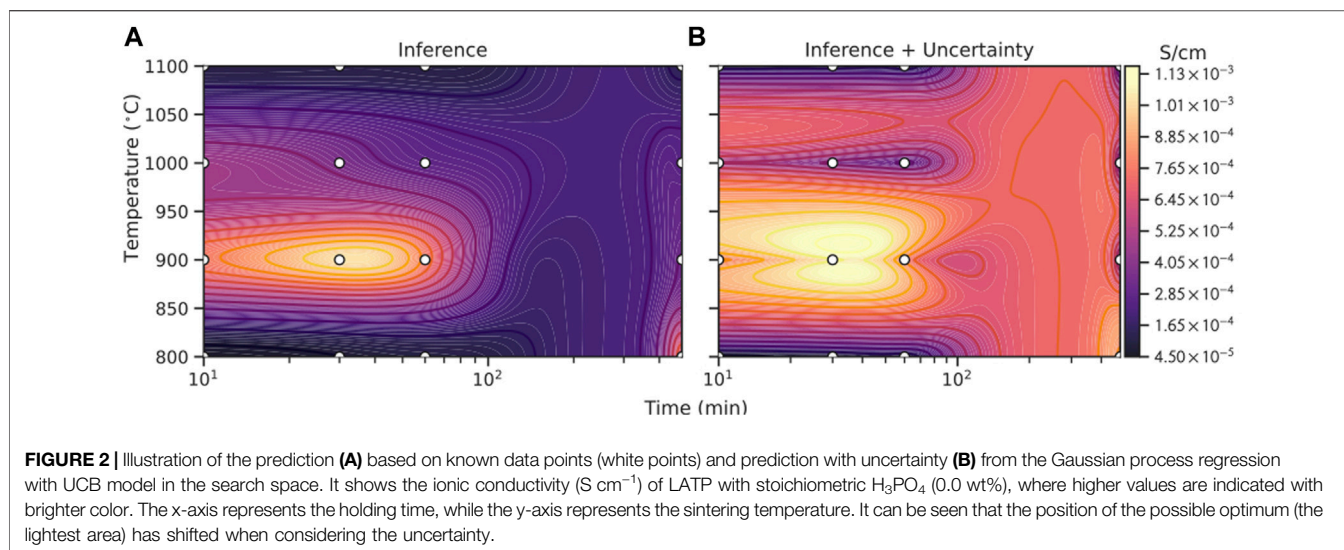 A
Inference
B
Inference + Uncertainty
S/cm
1100
1050
1000
950
900
850
800
Temperature (°C)
10¹
10²
10¹
10²
Time (min)
1.13×10⁻³
1.01×10⁻³
8.85×10⁻⁴
7.65×10⁻⁴
6.45×10⁻⁴
5.25×10⁻⁴
4.05×10⁻⁴
2.85×10⁻⁴
1.65×10⁻⁴
4.50×10⁻⁵
FIGURE 2 | Illustration of the prediction (A) based on known data points (white points) and prediction with uncertainty (B) from the Gaussian process regression
with UCB model in the search space. It shows the ionic conductivity (S cm⁻¹) of LATP with stoichiometric H₃PO₄ (0.0 wt%), where higher values are indicated with
brighter color. The x-axis represents the holding time, while the y-axis represents the sintering temperature. It can be seen that the position of the possible optimum (the
lightest area) has shifted when considering the uncertainty.